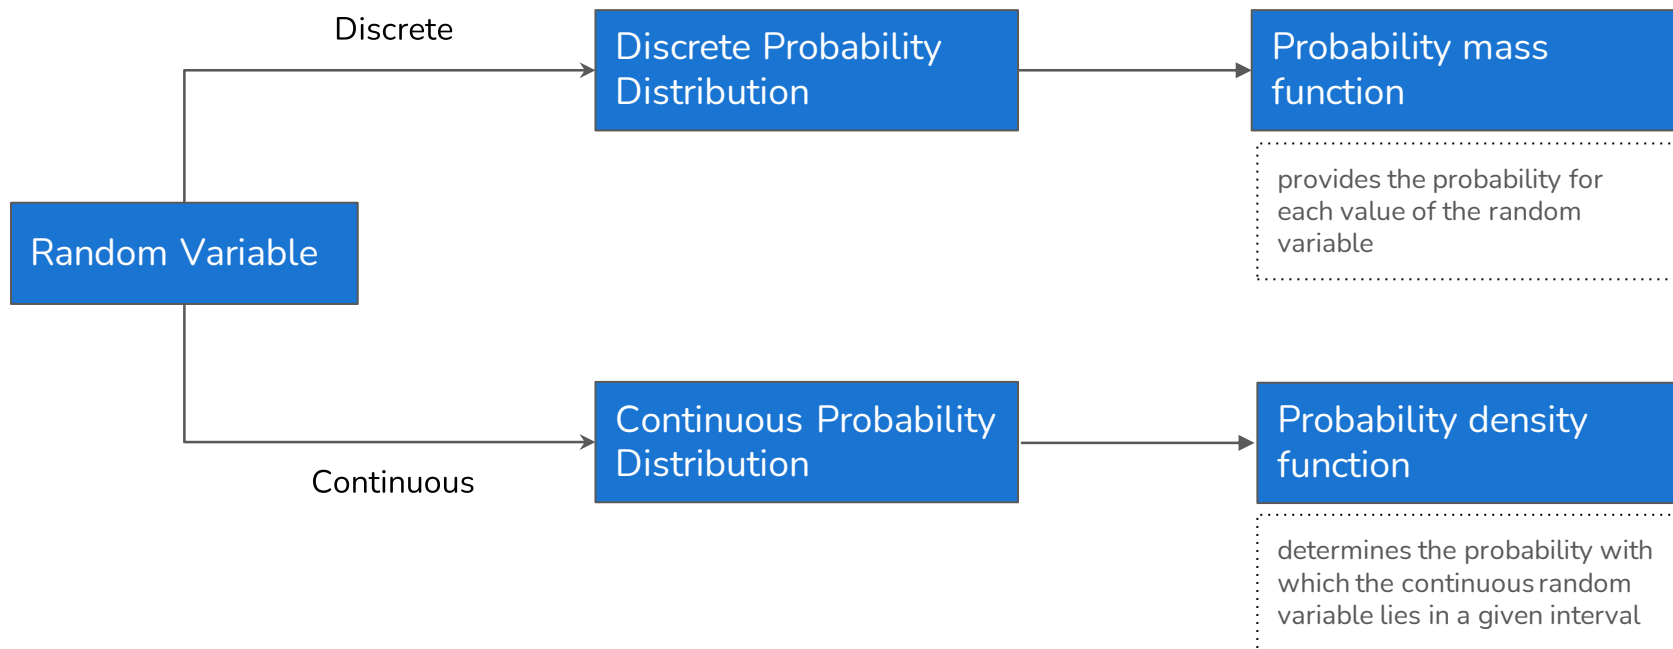 Discrete
Discrete Probability
Distribution
Probability mass
function
provides the probability for
each value of the random
variable
Random Variable
Continuous Probability
Distribution
Probability density
function
Continuous
determines the probability with
which the continuous random
variable lies in a given interval